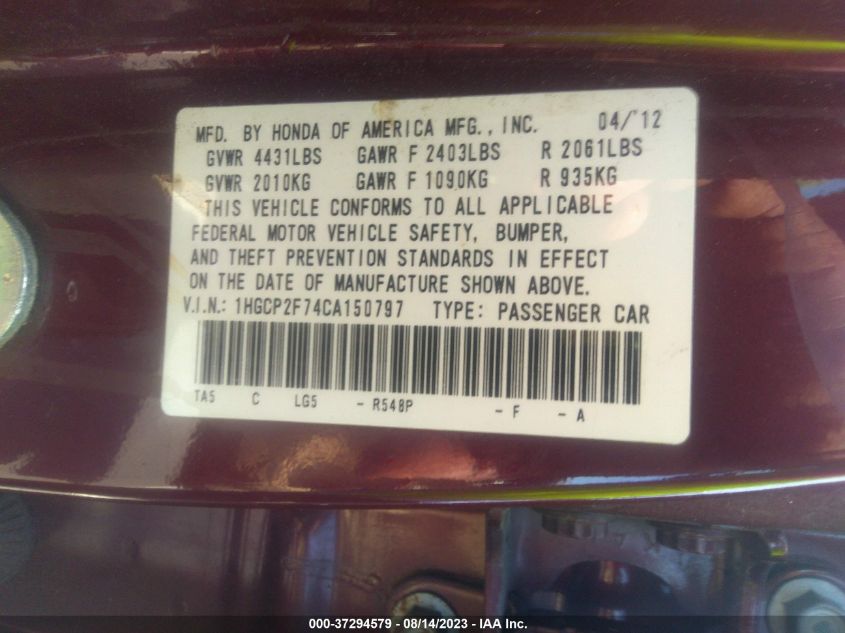 MFD. BY HONDA OF AMERICA MFG., INC. 04/'12
GVWR 4431LBS GAWR F 2403LBS R 2061LBS
GVWR 2010KG GAWR F 1090KG R 935KG
THIS VEHICLE CONFORMS TO ALL APPLICABLE
FEDERAL MOTOR VEHICLE SAFETY, BUMPER,
AND THEFT PREVENTION STANDARDS IN EFFECT
ON THE DATE OF MANUFACTURE SHOWN ABOVE.
V.I.N.: 1HGCP2F74CA150797 TYPE: PASSENGER CAR
TA5 C LG5 - R548P - F - A
000-37294579 - 08/14/2023 - IAA Inc.